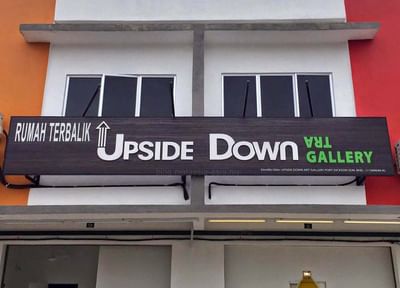 RUMAH TERBALIK
UPSIDE DOWN
ART
GALLERY